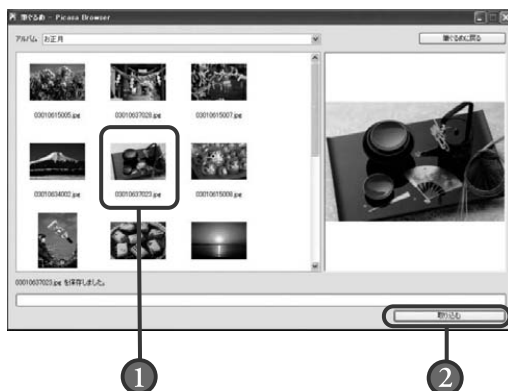 筆ぐるめ - Picasa Browser
アルバム お正月
筆ぐるめに戻る
00010615005.jpg 00010637028.jpg 00010615007.jpg
00010634002.jpg 00010637023.jpg 00010615006.jpg
00010637023.jpg を保存しました。
取り込む
1 2